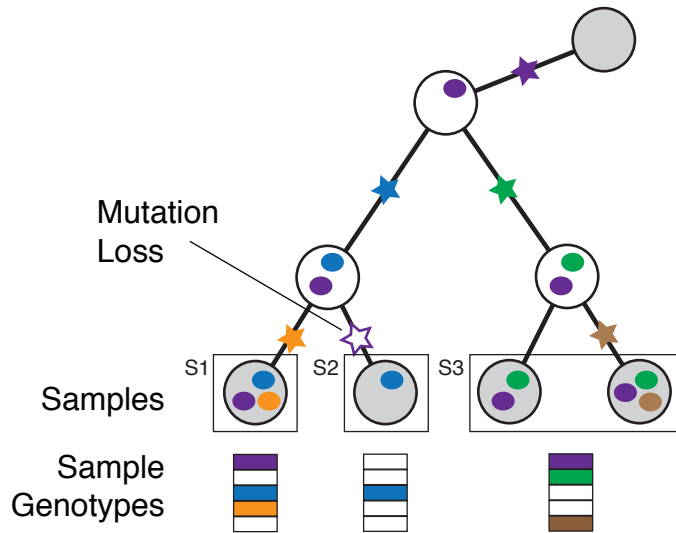 Mutation
Loss
S1
S2
S3
Samples
Sample
Genotypes